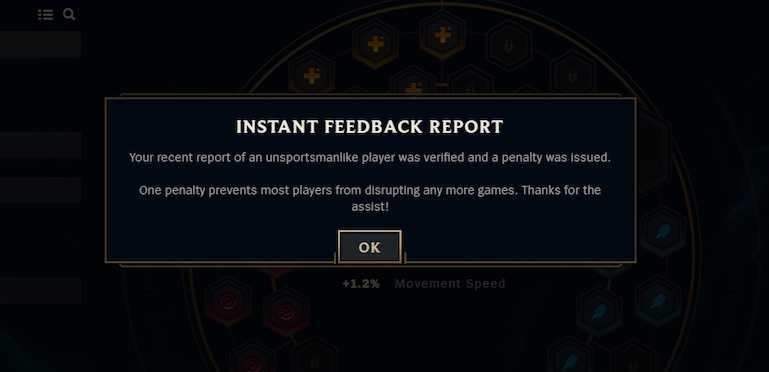 INSTANT FEEDBACK REPORT
Your recent report of an unsportsmanlike player was verified and a penalty was issued.
One penalty prevents most players from disrupting any more games. Thanks for the
assist!
OK
+1.2% Movement Speed